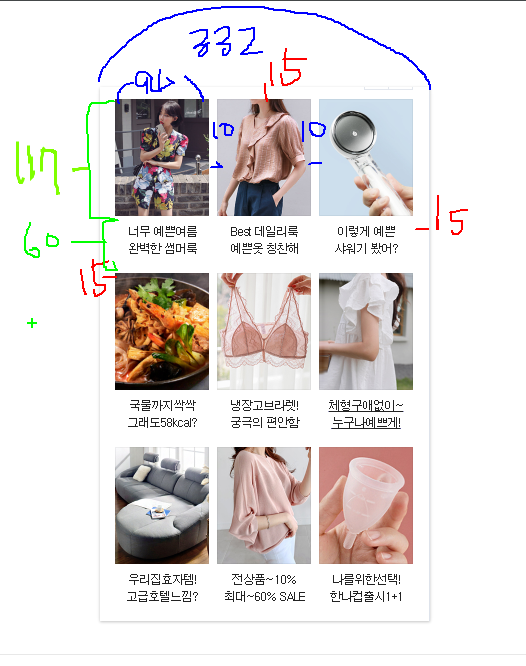 332
94
15
10
10
117
15
너무 예쁜여름
완벽한 썸머룩
Best 데일리룩
예쁜옷 칭찬해
이렇게 예쁜
샤워기 봤어?
60
15
국물까지싹싹
그래도58kcal?
냉장고브라렛!
궁극의 편안함
체형구애없이~
누구나예쁘게!
우리집효자템!
고급호텔느낌?
전상품~10%
최대~60% SALE
나를위한선택!
한나컵출시1+1